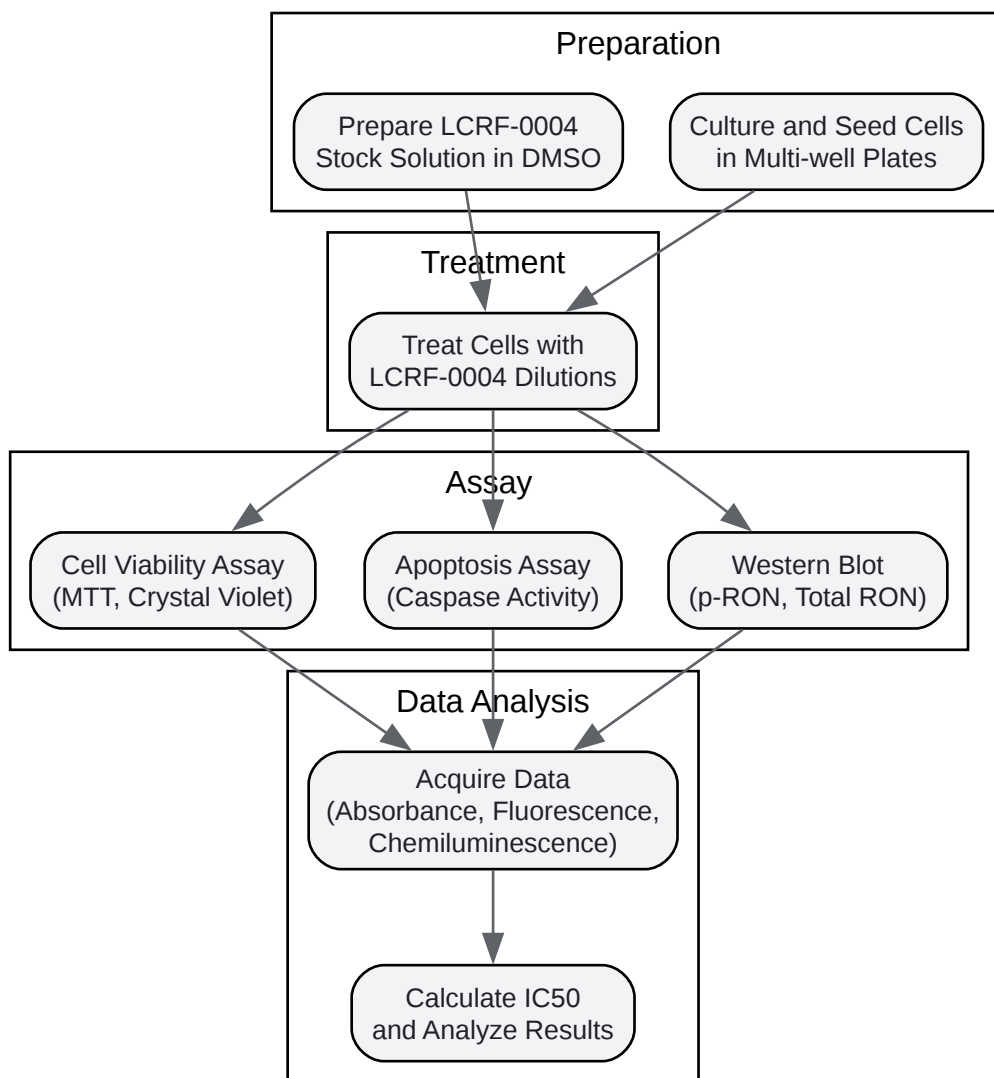 Preparation
Prepare LCRF-0004
Stock Solution in DMSO
Culture and Seed Cells
in Multi-well Plates
Treatment
Treat Cells with
LCRF-0004 Dilutions
Assay
Cell Viability Assay
(MTT, Crystal Violet)
Apoptosis Assay
(Caspase Activity)
Western Blot
(p-RON, Total RON)
Data Analysis
Acquire Data
(Absorbance, Fluorescence,
Chemiluminescence)
Calculate IC50
and Analyze Results